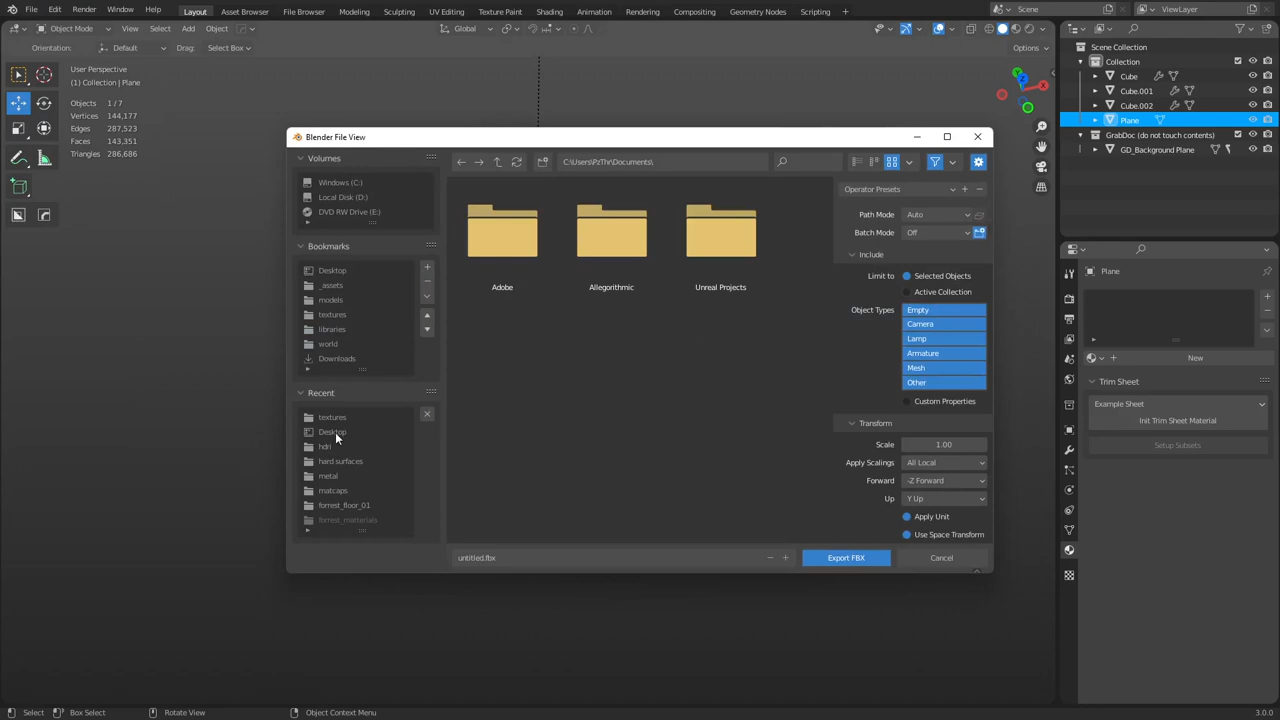 File Edit Render Window Help Layout Asset Browser File Browser Modeling Sculpting UV Editing Texture Paint Shading Animation Rendering Compositing Geometry Nodes Scripting + Scene ViewLayer
Object Mode View Select Add Object Global
Orientation: Default Drag: Select Box Options
User Perspective
(1) Collection | Plane
Objects 1 / 7
Vertices 144,177
Edges 287,523
Faces 143,351
Triangles 286,686
Z
Y
X
Scene Collection
Collection
Cube
Cube.001
Cube.002
Plane
GrabDoc (do not touch contents)
GD_Background Plane
Blender File View
Volumes
Windows (C:)
Local Disk (D:)
DVD RW Drive (E:)
Bookmarks
Desktop
_assets
models
textures
libraries
world
Downloads
Recent
textures
Desktop
hdri
hard surfaces
metal
matcaps
forrest_floor_01
forrest_matterials
C:\Users\PzThr\Documents\
Adobe
Allegorithmic
Unreal Projects
Operator Presets
Path Mode Auto
Batch Mode Off
Include
Limit to Selected Objects
Active Collection
Object Types Empty
Camera
Lamp
Armature
Mesh
Other
Custom Properties
Transform
Scale 1.00
Apply Scalings All Local
Forward -Z Forward
Up Y Up
Apply Unit
Use Space Transform
untitled.fbx
Export FBX
Cancel
Plane
New
Trim Sheet
Example Sheet
Init Trim Sheet Material
Setup Subsets
Select Box Select Rotate View Object Context Menu 3.0.0